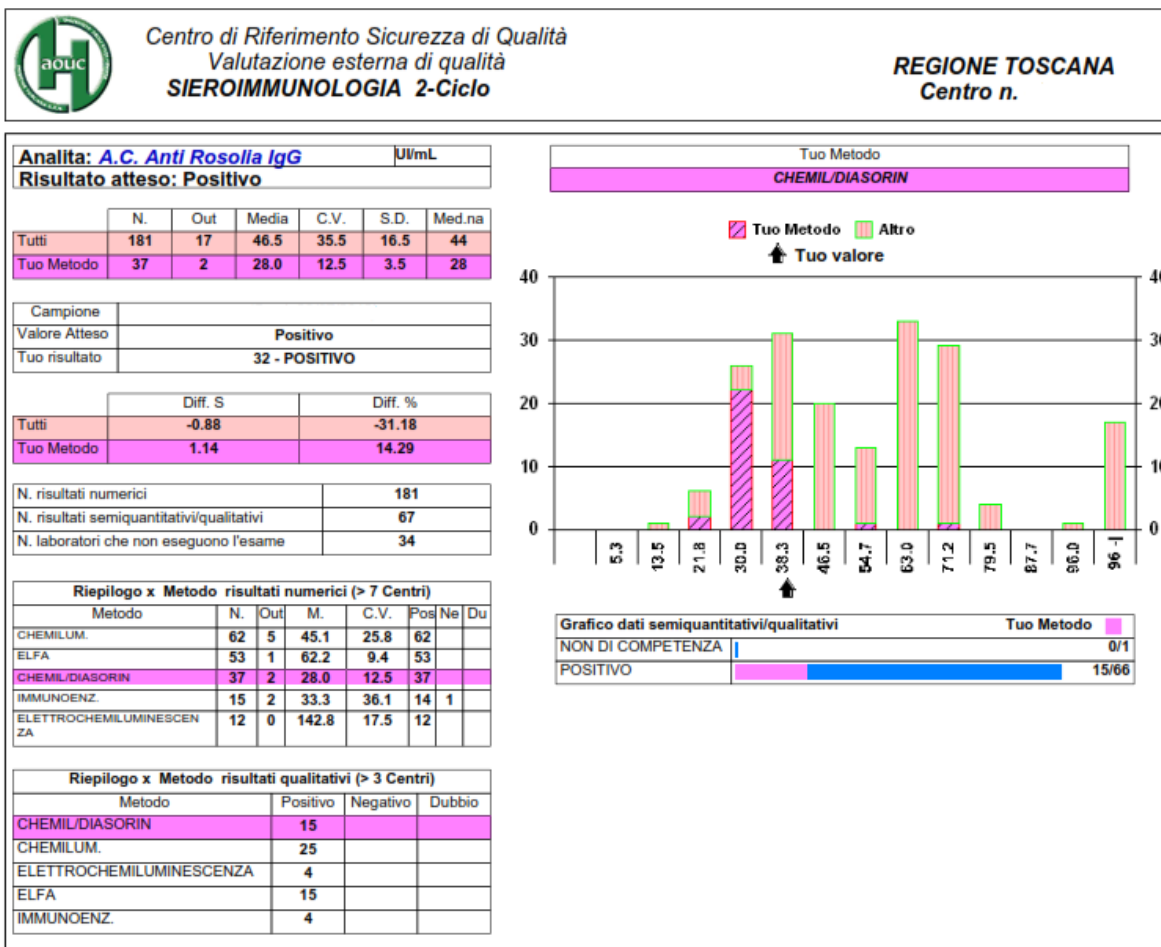 aouc
Centro di Riferimento Sicurezza di Qualità
Valutazione esterna di qualità
SIEROIMMUNOLOGIA 2-Ciclo
REGIONE TOSCANA
Centro n.
Analita: A.C. Anti Rosolia IgG UI/mL
Risultato atteso: Positivo
N. Out Media C.V. S.D. Med.na
Tutti 181 17 46.5 35.5 16.5 44
Tuo Metodo 37 2 28.0 12.5 3.5 28
Campione
Valore Atteso Positivo
Tuo risultato 32 - POSITIVO
Diff. S Diff. %
Tutti -0.88 -31.18
Tuo Metodo 1.14 14.29
N. risultati numerici 181
N. risultati semiquantitativi/qualitativi 67
N. laboratori che non eseguono l'esame 34
Riepilogo x Metodo risultati numerici (> 7 Centri)
Metodo N. Out M. C.V. Pos Ne Du
CHEMILUM. 62 5 45.1 25.8 62
ELFA 53 1 62.2 9.4 53
CHEMIL/DIASORIN 37 2 28.0 12.5 37
IMMUNOENZ. 15 2 33.3 36.1 14 1
ELETTROCHEMILUMINESCEN
ZA 12 0 142.8 17.5 12
Riepilogo x Metodo risultati qualitativi (> 3 Centri)
Metodo Positivo Negativo Dubbio
CHEMIL/DIASORIN 15
CHEMILUM. 25
ELETTROCHEMILUMINESCENZA 4
ELFA 15
IMMUNOENZ. 4
Tuo Metodo
CHEMIL/DIASORIN
Tuo Metodo Altro
Tuo valore
40 40
30 30
20 20
10 10
0 0
5.3 13.5 21.8 30.0 38.3 46.5 54.7 63.0 71.2 79.5 87.7 96.0 96 -I
Grafico dati semiquantitativi/qualitativi Tuo Metodo
NON DI COMPETENZA 0/1
POSITIVO 15/66